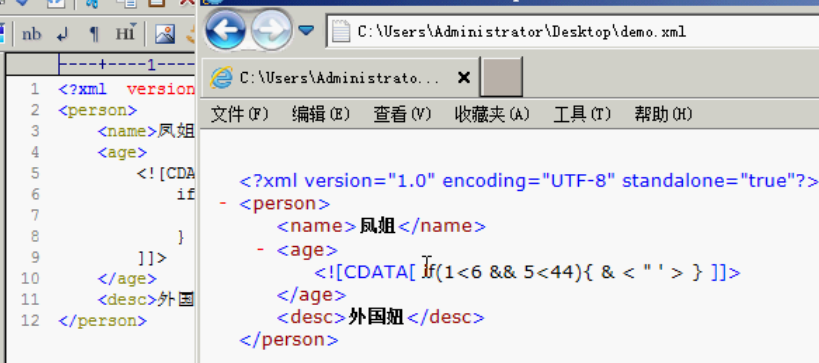 nb
C:\Users\Administrator\Desktop\demo.xml
C:\Users\Administrato...
文件(F) 编辑(E) 查看(V) 收藏夹(A) 工具(T) 帮助(H)
----+----1----
1 <?xml version
2 <person>
3 <name>凤姐
4 <age>
5 <![CDA
6 if
7
8 }
9 ]]>
10 </age>
11 <desc>外国
12 </person>
<?xml version="1.0" encoding="UTF-8" standalone="true"?>
- <person>
<name>凤姐</name>
- <age>
<![CDATA[ if(1<6 && 5<44){ & < " ' > } ]]>
</age>
<desc>外国妞</desc>
</person>